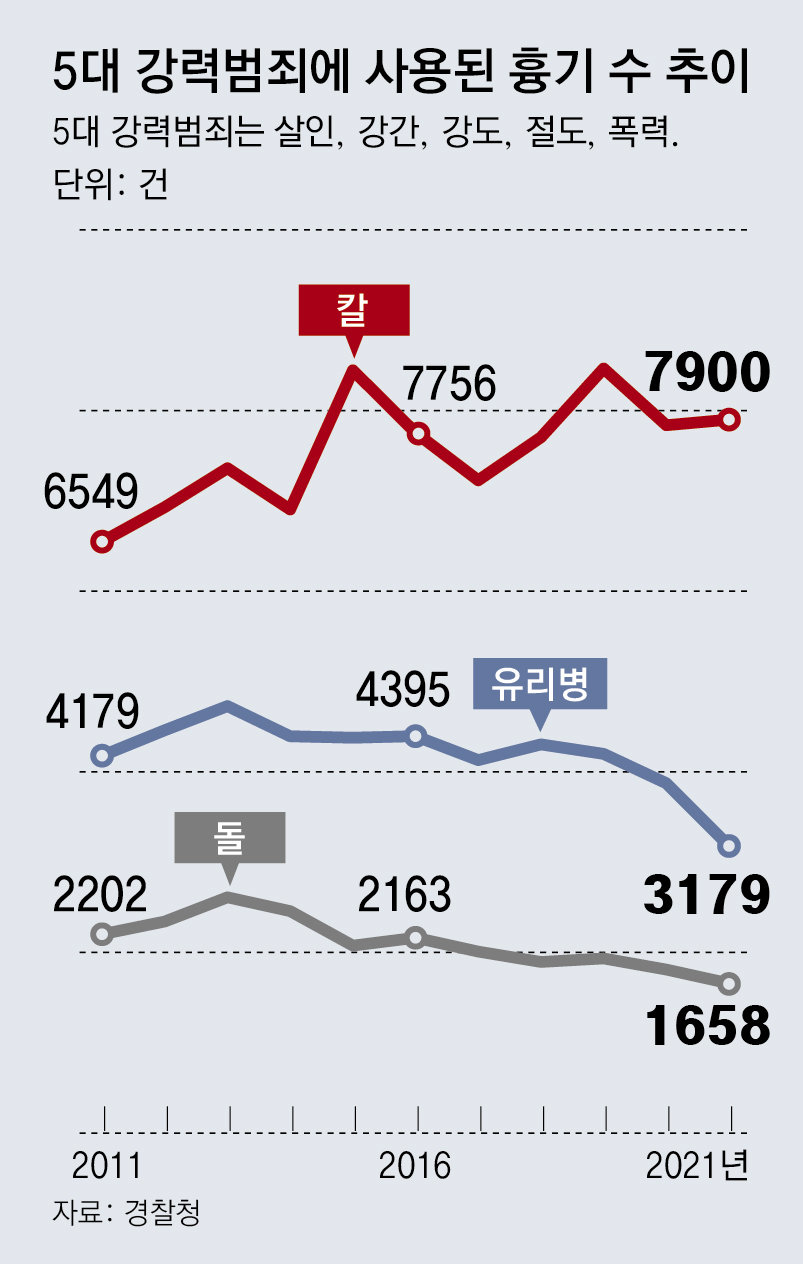 5대 강력범죄에 사용된 흉기 수 추이
5대 강력범죄는 살인, 강간, 강도, 절도, 폭력.
단위: 건
칼
7756
7900
6549
유리병
4395
4179
돌
2202
2163
3179
1658
2011
2016
2021년
자료: 경찰청